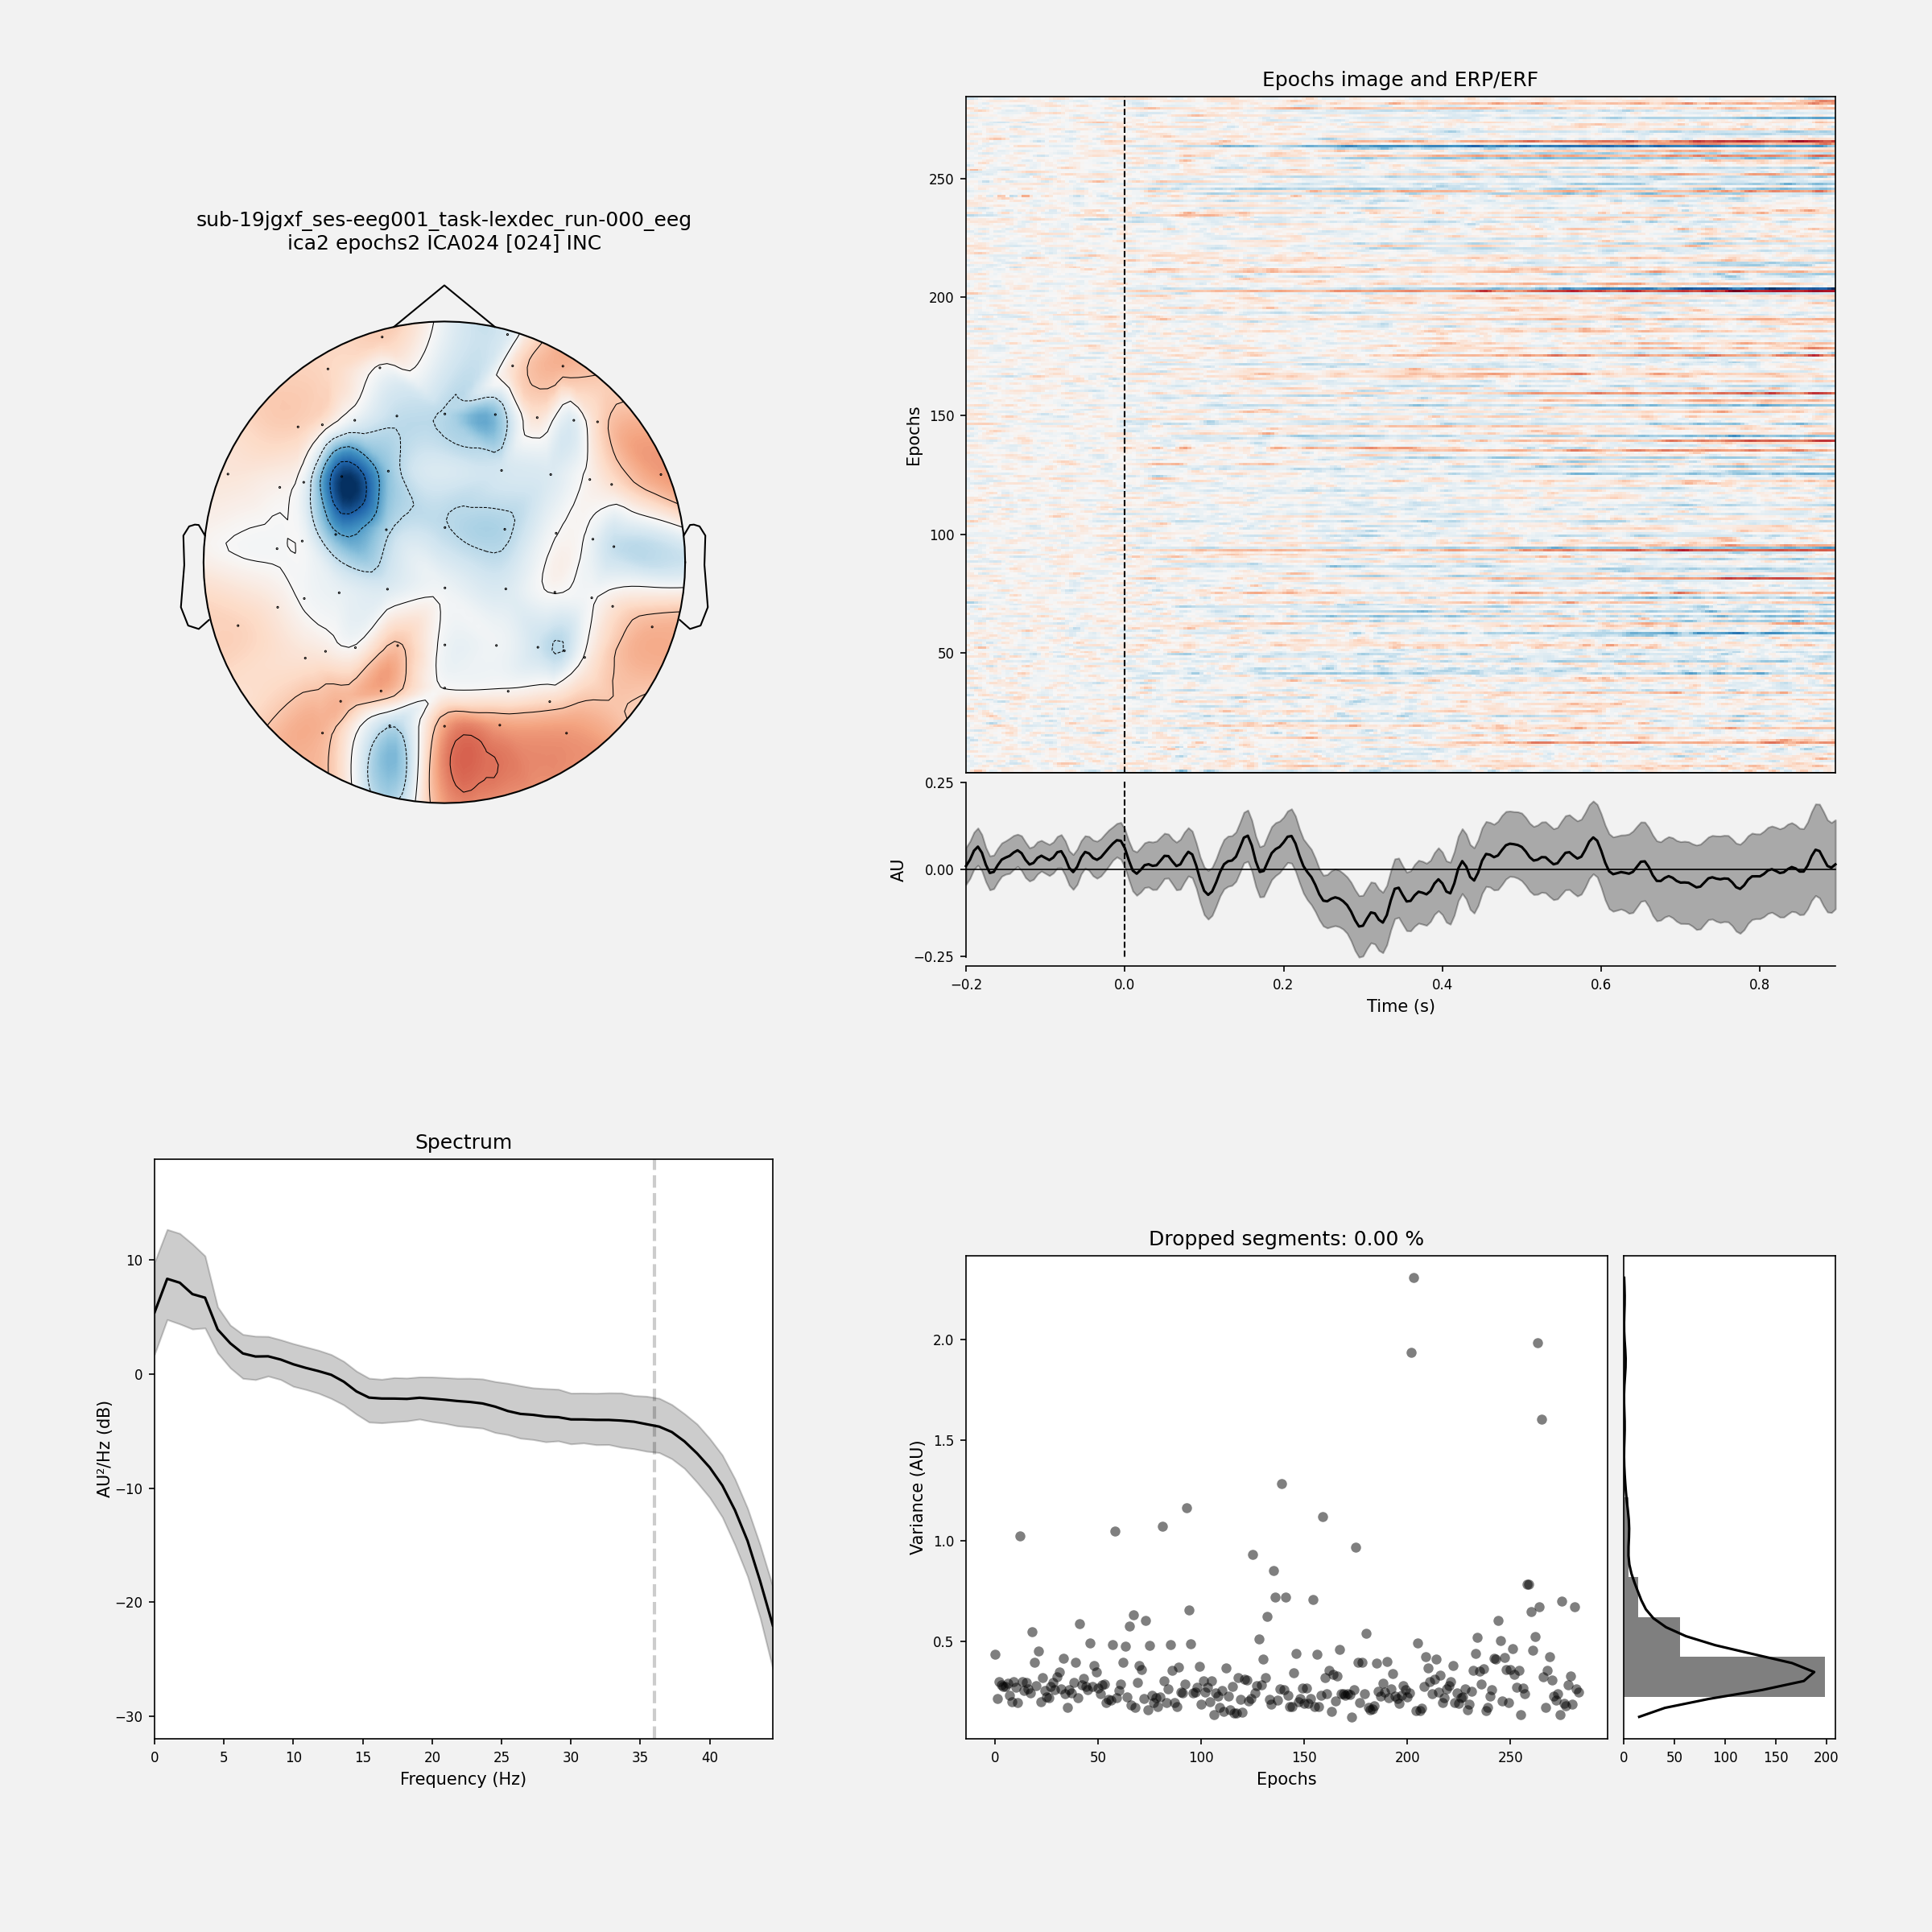 sub-19jgxf_ses-eeg001_task-lexdec_run-000_eeg
ica2 epochs2 ICA024 [024] INC
Epochs image and ERP/ERF
Epochs
250
200
150
100
50
AU
0.25
0.00
−0.25
−0.2 0.0 0.2 0.4 0.6 0.8
Time (s)
Spectrum
AU²/Hz (dB)
10
0
−10
−20
−30
0 5 10 15 20 25 30 35 40
Frequency (Hz)
Dropped segments: 0.00 %
Variance (AU)
2.0
1.5
1.0
0.5
0 50 100 150 200 250
Epochs
0 50 100 150 200